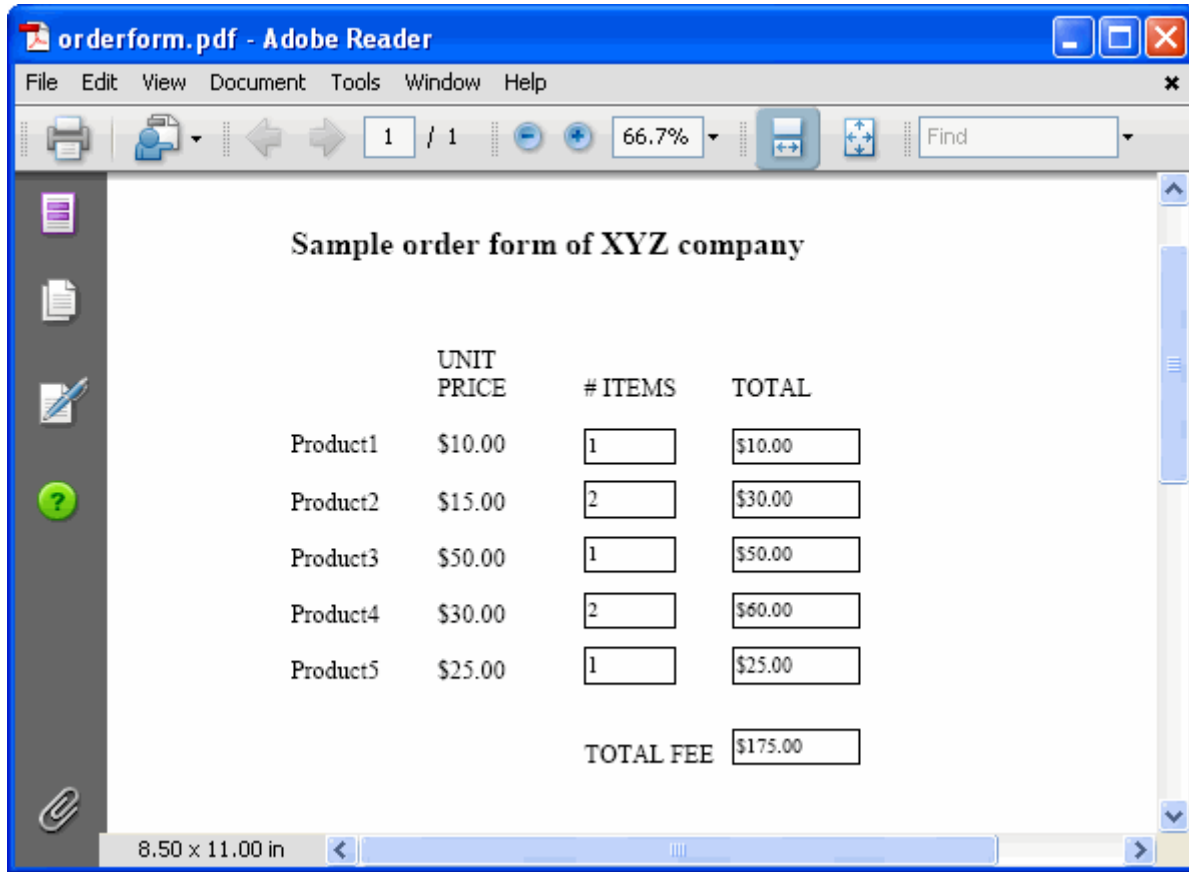 orderform.pdf - Adobe Reader
File Edit View Document Tools Window Help
1 / 1 66.7% Find
Sample order form of XYZ company
UNIT
PRICE # ITEMS TOTAL
Product1 $10.00 1 $10.00
Product2 $15.00 2 $30.00
Product3 $50.00 1 $50.00
Product4 $30.00 2 $60.00
Product5 $25.00 1 $25.00
TOTAL FEE $175.00
8.50 x 11.00 in